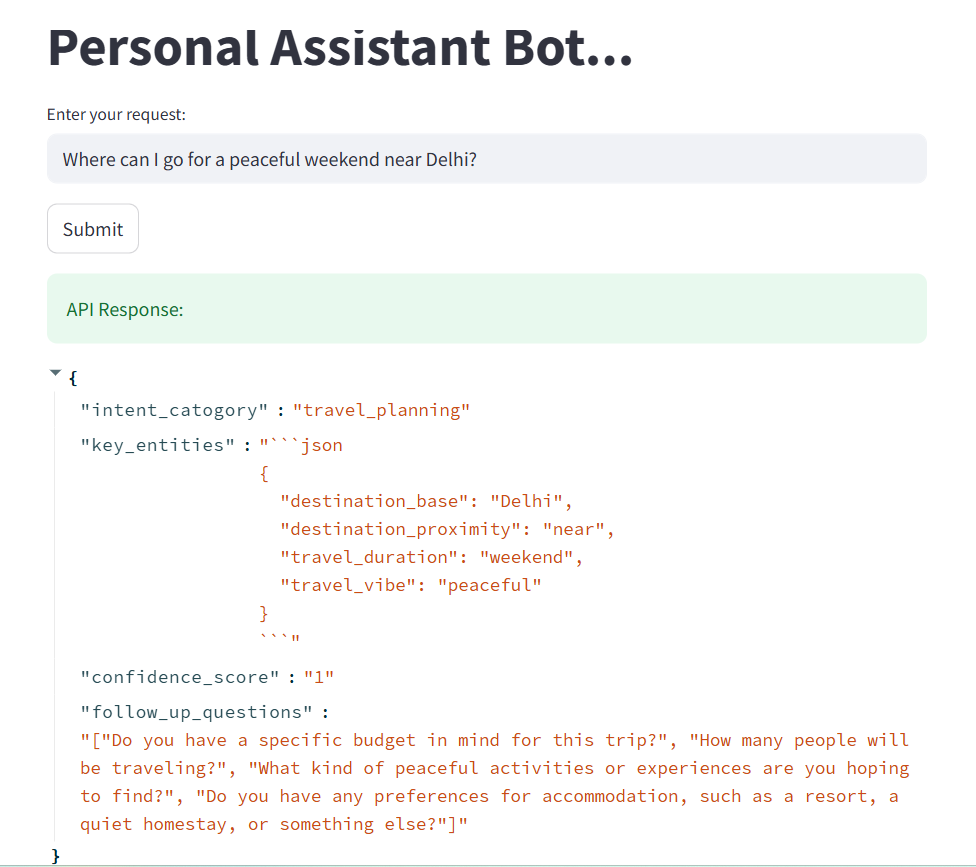 Personal Assistant Bot...
Enter your request:
Where can I go for a peaceful weekend near Delhi?
Submit
API Response:
{
"intent_catogory" : "travel_planning"
"key_entities" : "```json
{
"destination_base": "Delhi",
"destination_proximity": "near",
"travel_duration": "weekend",
"travel_vibe": "peaceful"
}
```"
"confidence_score" : "1"
"follow_up_questions" :
"["Do you have a specific budget in mind for this trip?", "How many people will
be traveling?", "What kind of peaceful activities or experiences are you hoping
to find?", "Do you have any preferences for accommodation, such as a resort, a
quiet homestay, or something else?"]"
}